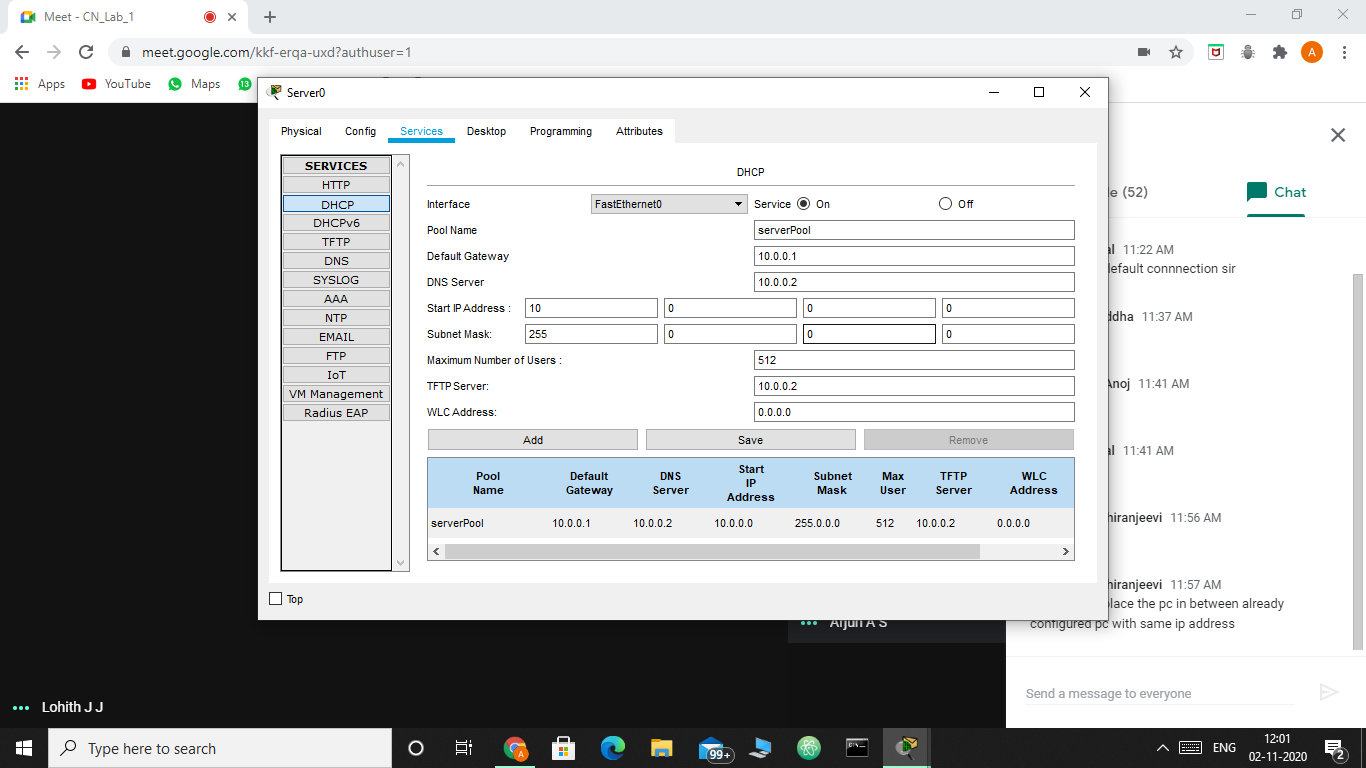 Meet - CN_Lab_1
meet.google.com/kkf-erqa-uxd?authuser=1
A
Apps
YouTube
Maps
13
Server0
Physical Config Services Desktop Programming Attributes
SERVICES
HTTP
DHCP
DHCPv6
TFTP
DNS
SYSLOG
AAA
NTP
EMAIL
FTP
IoT
VM Management
Radius EAP
DHCP
Interface FastEthernet0 Service On Off
Pool Name serverPool
Default Gateway 10.0.0.1
DNS Server 10.0.0.2
Start IP Address : 10 0 0 0
Subnet Mask: 255 0 0 0
Maximum Number of Users : 512
TFTP Server: 10.0.0.2
WLC Address: 0.0.0.0
Add Save Remove
Pool Name Default Gateway DNS Server Start IP Address Subnet Mask Max User TFTP Server WLC Address
serverPool 10.0.0.1 10.0.0.2 10.0.0.0 255.0.0.0 512 10.0.0.2 0.0.0.0
Top
(52)
Chat
11:22 AM
connnection sir
11:37 AM
Anoj 11:41 AM
11:41 AM
11:56 AM
11:57 AM
the pc in between already
configured pc with same ip address
Send a message to everyone
Arjun A S
Lohith J J
Type here to search
A
99+
ENG
12:01
02-11-2020
2